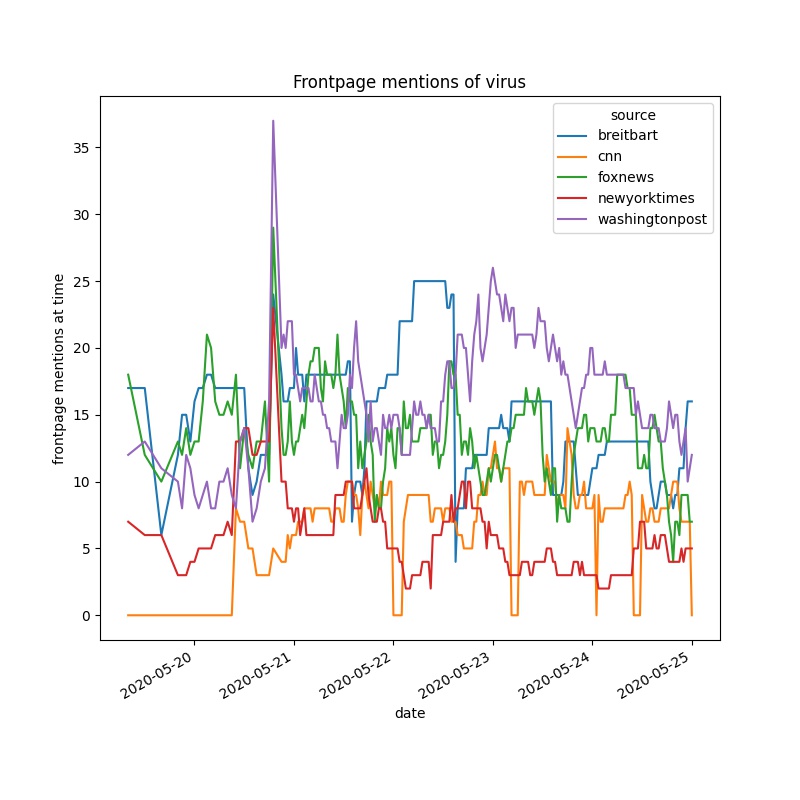 Frontpage mentions of virus
source
breitbart
cnn
foxnews
newyorktimes
washingtonpost
frontpage mentions at time
35
30
25
20
15
10
5
0
2020-05-20
2020-05-21
2020-05-22
2020-05-23
2020-05-24
2020-05-25
date